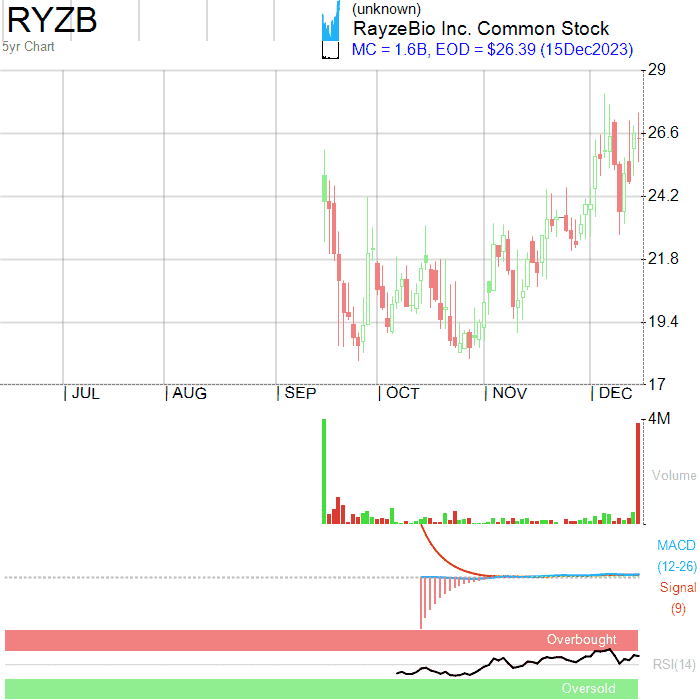 RYZB
5yr Chart
(unknown)
RayzeBio Inc. Common Stock
MC = 1.6B, EOD = $26.39 (15Dec2023)
29
26.6
24.2
21.8
19.4
17
JUL AUG SEP OCT NOV DEC
4M
Volume
MACD
(12-26)
Signal
(9)
Overbought
RSI(14)
Oversold